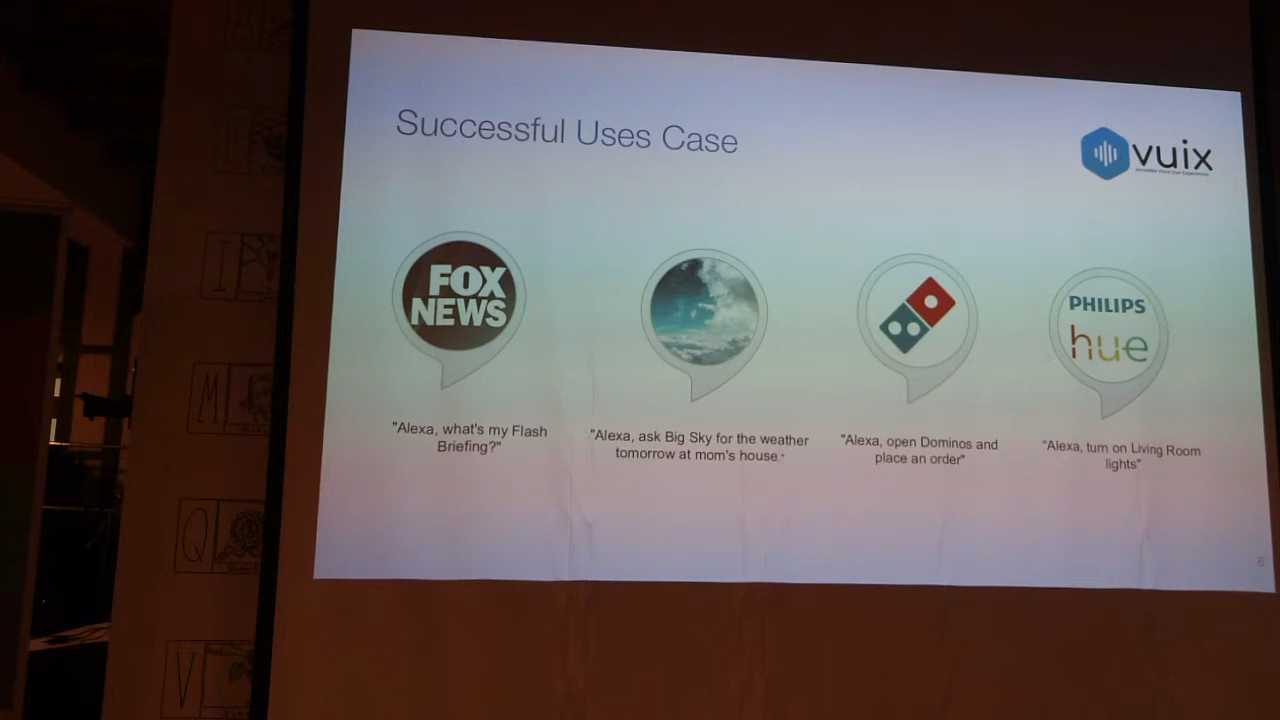 Successful Uses Case
vuix
FOX
NEWS
PHILIPS
hue
"Alexa, what's my Flash
Briefing?"
"Alexa, ask Big Sky for the weather
tomorrow at mom's house."
"Alexa, open Dominos and
place an order"
"Alexa, turn on Living Room
lights"
6
I
M
Q
V